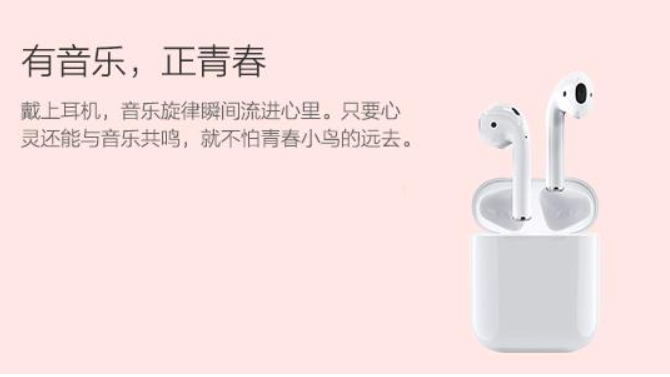 有音乐，正青春
戴上耳机，音乐旋律瞬间流进心里。只要心
灵还能与音乐共鸣，就不怕青春小鸟的远去。